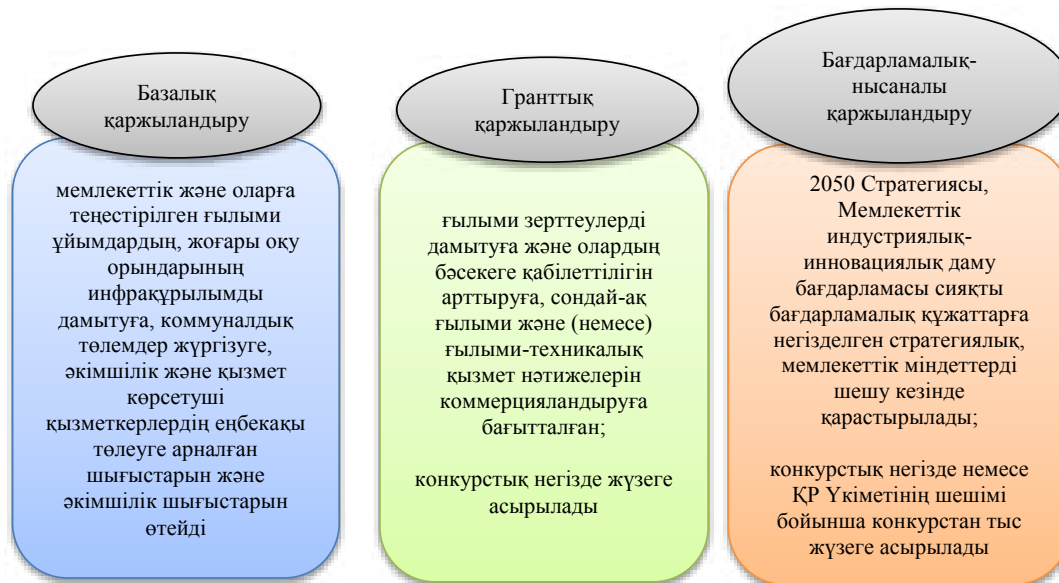 Базалық
қаржыландыру
мемлекеттік және оларға
теңестірілген ғылыми
ұйымдардың, жоғары оқу
орындарының
инфрақұрылымды
дамытуға, коммуналдық
төлемдер жүргізуге,
әкімшілік және қызмет
көрсетуші
қызметкерлердің еңбекақы
төлеуге арналған
шығыстарын және
әкімшілік шығыстарын
өтейді
Гранттық
қаржыландыру
ғылыми зерттеулерді
дамытуға және олардың
бәсекеге қабілеттілігін
арттыруға, сондай-ақ
ғылыми және (немесе)
ғылыми-техникалық
қызмет нәтижелерін
коммерцияландыруға
бағытталған;
конкурстық негізде жүзеге
асырылады
Бағдарламалық-
нысаналы
қаржыландыру
2050 Стратегиясы,
Мемлекеттік
индустриялық-
инновациялық даму
бағдарламасы сияқты
бағдарламалық құжаттарға
негізделген стратегиялық,
мемлекеттік міндеттерді
шешу кезінде
қарастырылады;
конкурстық негізде немесе
ҚР Үкіметінің шешімі
бойынша конкурстан тыс
жүзеге асырылады